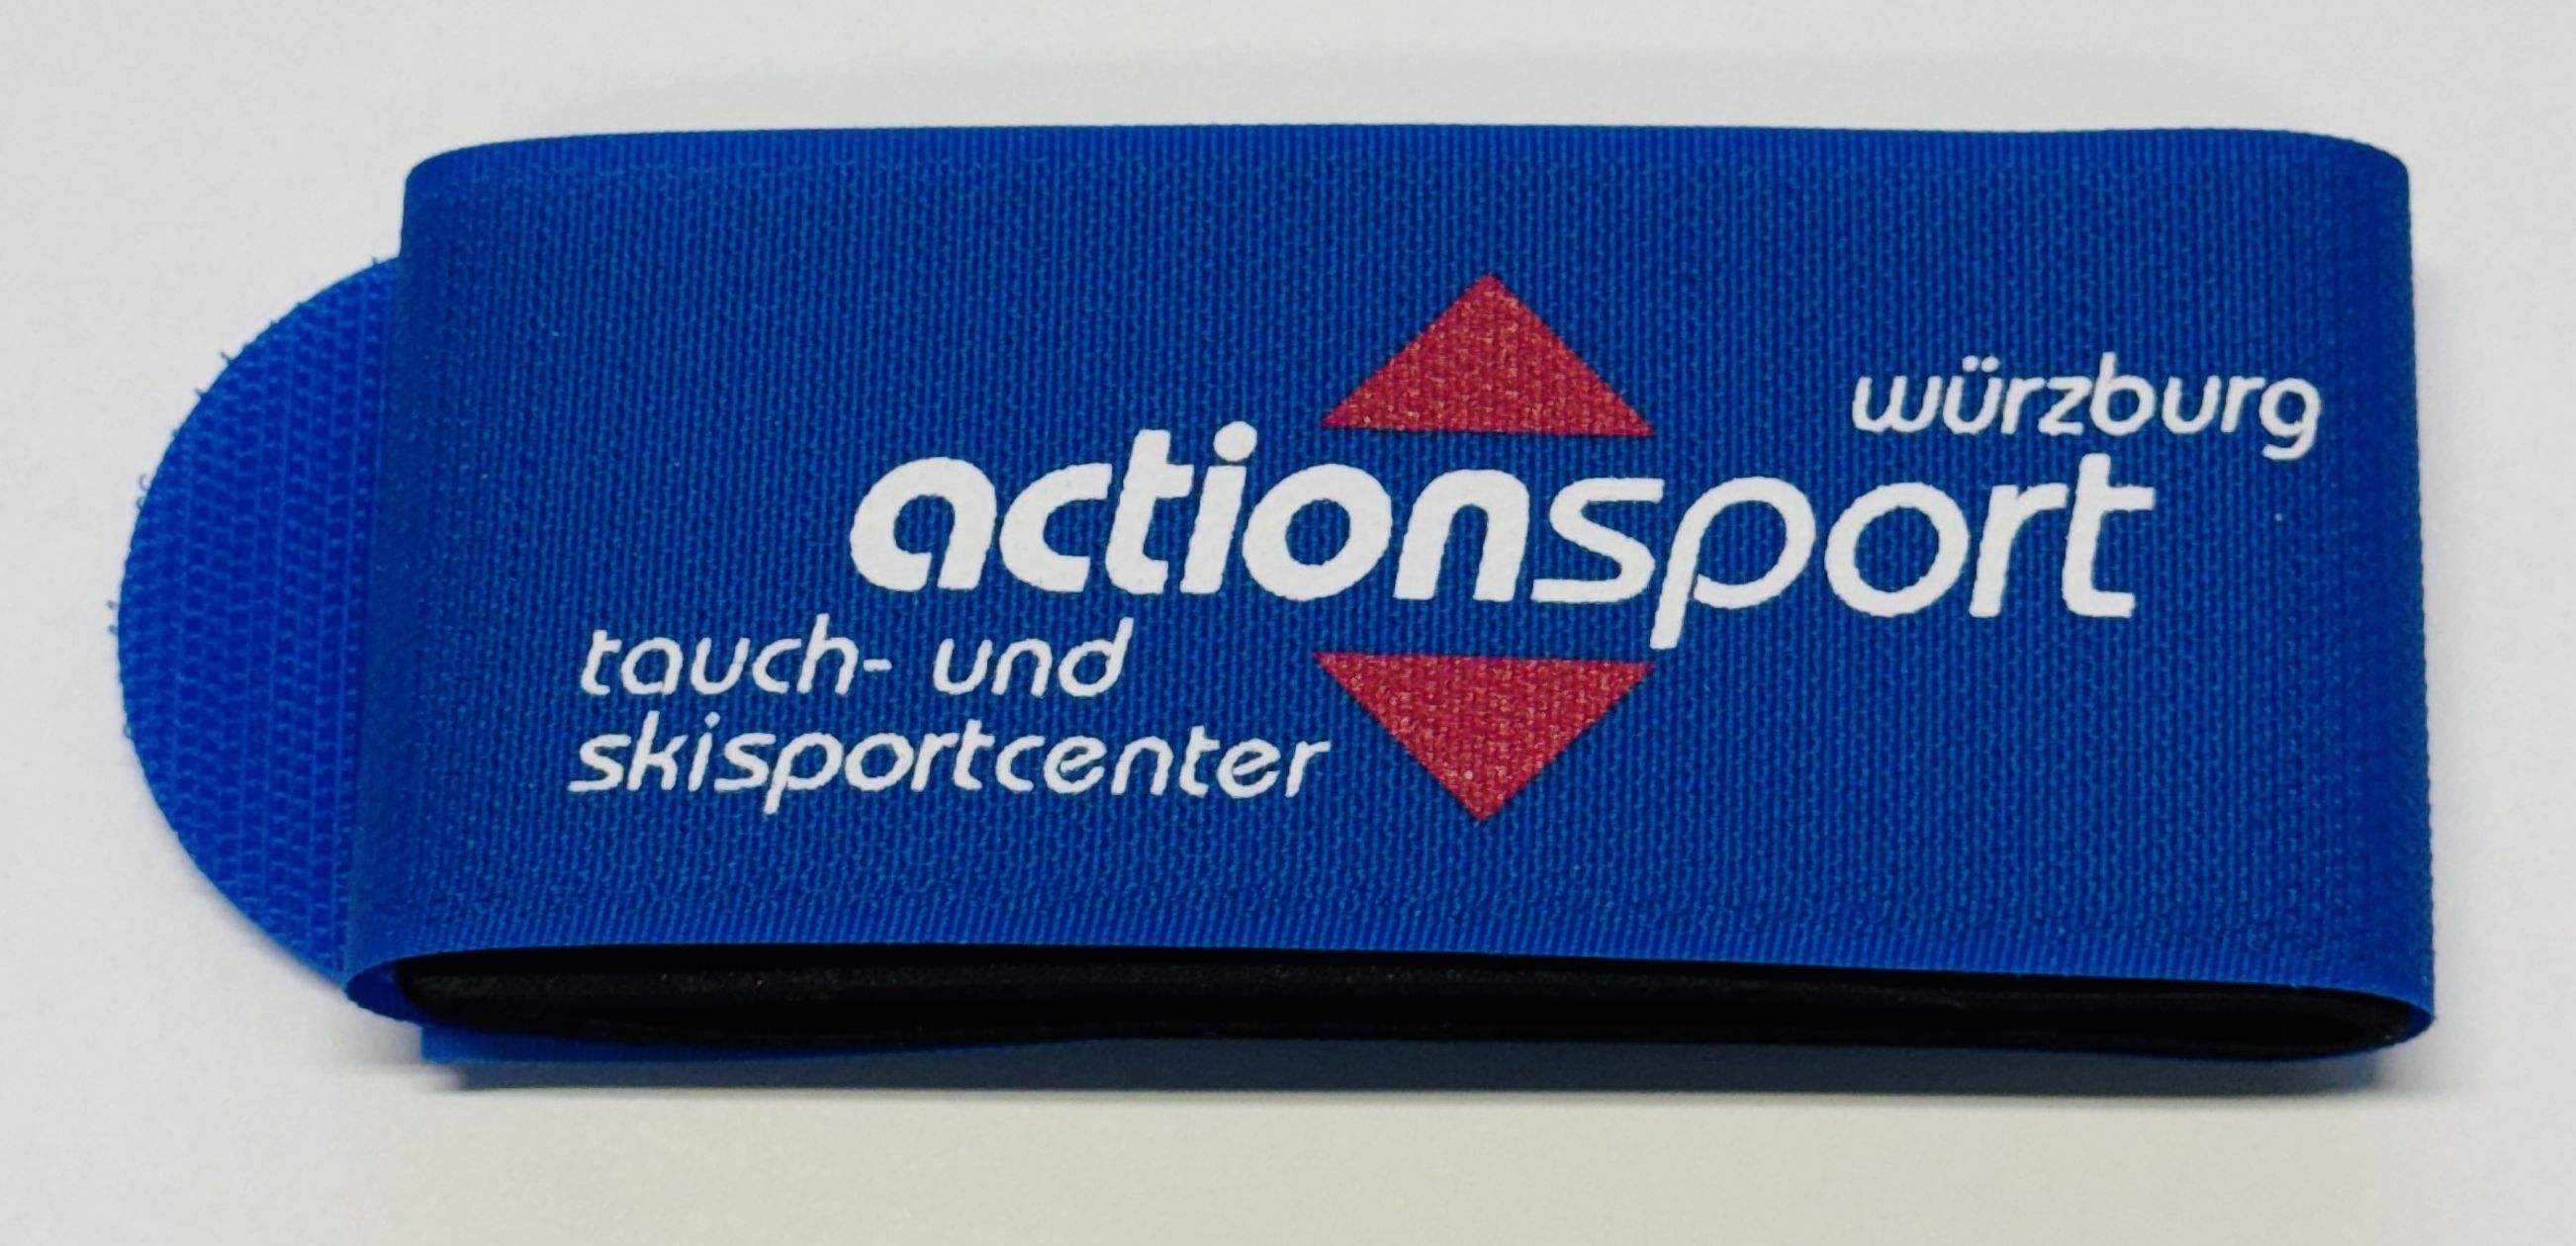 würzburg
actionsport
tauch- und
skisportcenter